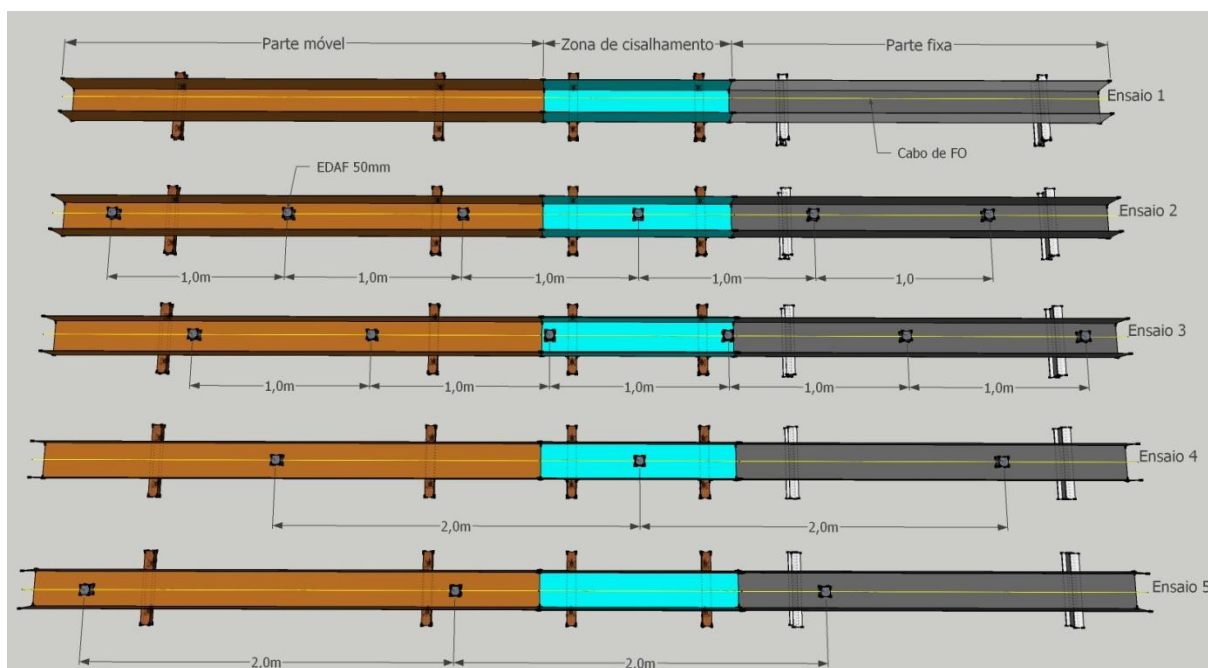 Parte móvel
Zona de cisalhamento
Parte fixa
Ensaio 1
Cabo de FO
EDAF 50mm
Ensaio 2
1,0m
1,0m
1,0m
1,0m
1,0
Ensaio 3
1,0m
1,0m
1,0m
1,0m
1,0m
Ensaio 4
2,0m
2,0m
Ensaio 5
2,0m
2,0m